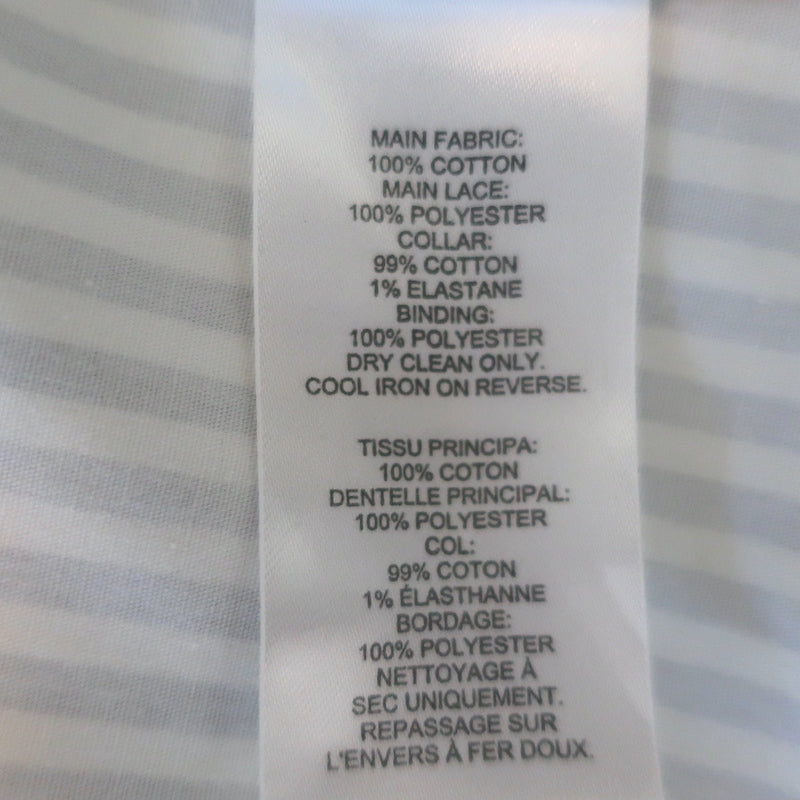 MAIN FABRIC:
100% COTTON
MAIN LACE:
100% POLYESTER
COLLAR:
99% COTTON
1% ELASTANE
BINDING:
100% POLYESTER
DRY CLEAN ONLY.
COOL IRON ON REVERSE.
TISSU PRINCIPA:
100% COTON
DENTELLE PRINCIPAL:
100% POLYESTER
COL:
99% COTON
1% ÉLASTHANNE
BORDAGE:
100% POLYESTER
NETTOYAGE À
SEC UNIQUEMENT.
REPASSAGE SUR
L'ENVERS À FER DOUX.